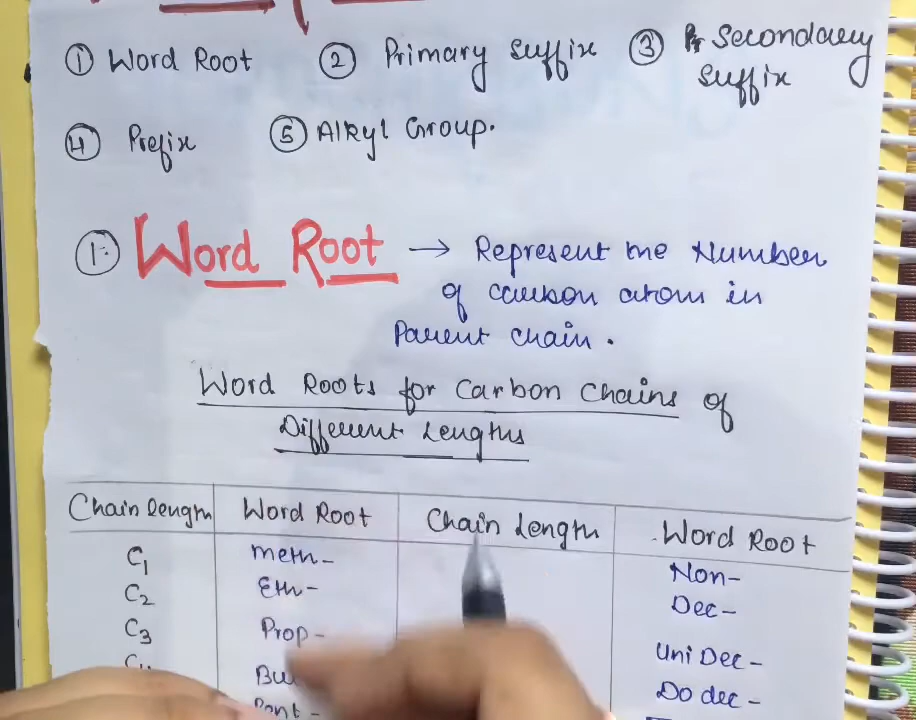 ① Word Root ② Primary suffix ③ Pr Secondary
suffix
④ Prefix ⑤ Alkyl Group.
① Word Root → Represent the Number
of carbon atom in
Parent chain.
Word Roots for Carbon Chains of
Different Lengths
Chain length Word Root Chain Length Word Root
C1 Meth- Non-
C2 Eth- Dec-
C3 Prop- Uni Dec-
Do dec-
Pent-